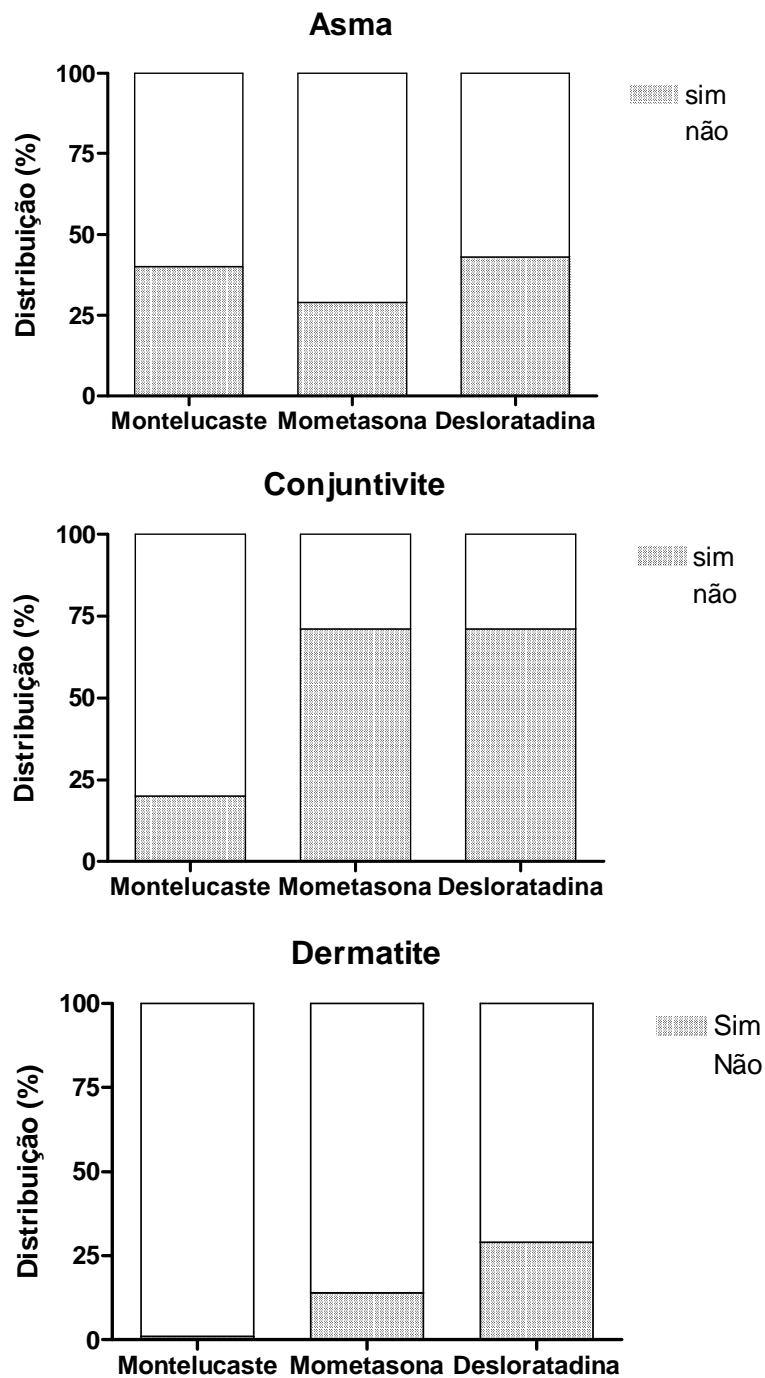 Asma
100
75
50
25
0
Distribuição (%)
Montelucaste Mometasona Desloratadina
sim
não
Conjuntivite
100
75
50
25
0
Distribuição (%)
Montelucaste Mometasona Desloratadina
sim
não
Dermatite
100
75
50
25
0
Distribuição (%)
Montelucaste Mometasona Desloratadina
Sim
Não